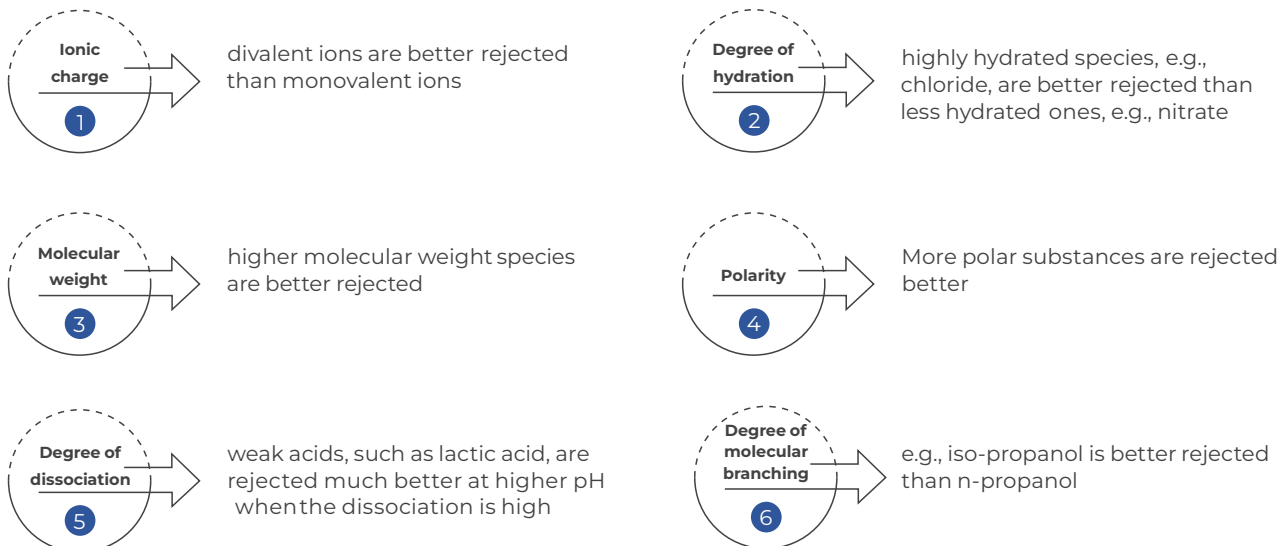 Ionic
charge
1
divalent ions are better rejected
than monovalent ions
Degree of
hydration
2
highly hydrated species, e.g.,
chloride, are better rejected than
less hydrated ones, e.g., nitrate
Molecular
weight
3
higher molecular weight species
are better rejected
Polarity
4
More polar substances are rejected
better
Degree of
dissociation
5
weak acids, such as lactic acid, are
rejected much better at higher pH
whenthe dissociation is high
Degree of
molecular
branching
6
e.g., iso-propanol is better rejected
than n-propanol